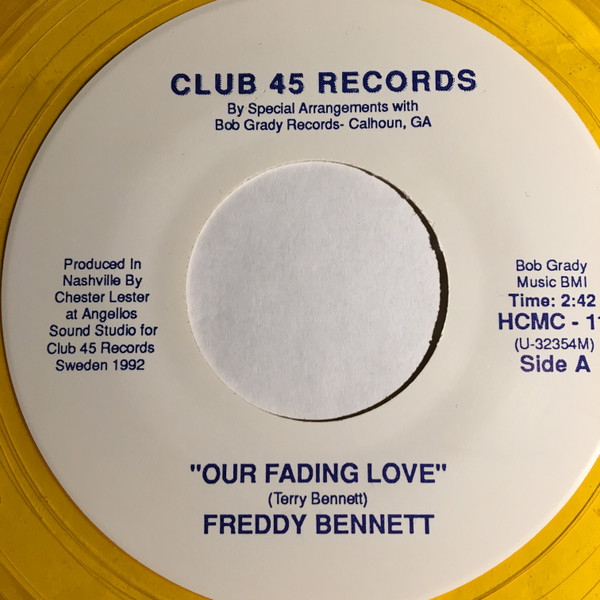 CLUB 45 RECORDS
By Special Arrangements with
Bob Grady Records- Calhoun, GA
Produced In
Nashville By
Chester Lester
at Angellos
Sound Studio for
Club 45 Records
Sweden 1992
Bob Grady
Music BMI
Time: 2:42
HCMC -
(U-32354M)
Side A
"OUR FADING LOVE"
(Terry Bennett)
FREDDY BENNETT